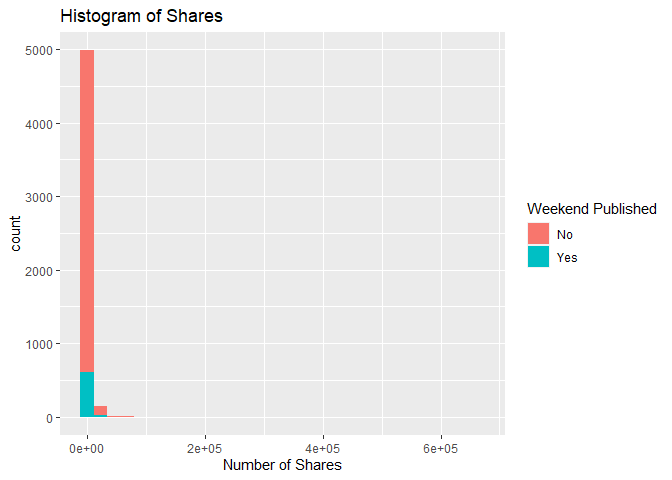 Histogram of Shares
5000
4000
3000
2000
1000
0
count
0e+00 2e+05 4e+05 6e+05
Number of Shares
Weekend Published
No
Yes